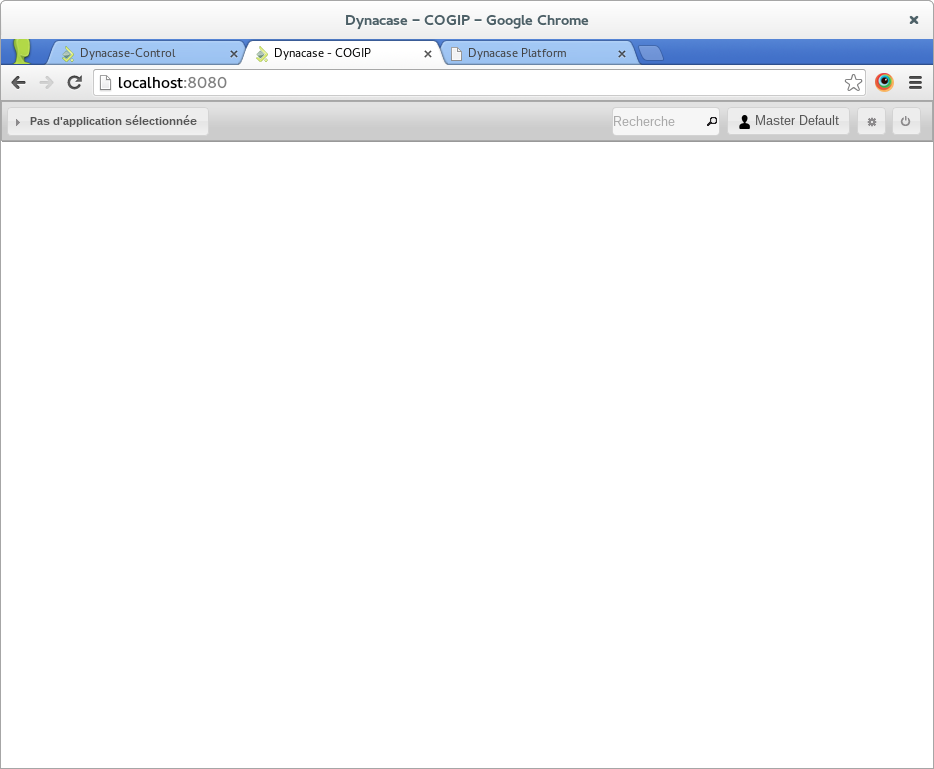 Dynacase – COGIP – Google Chrome
Dynacase-Control
Dynacase - COGIP
Dynacase Platform
localhost:8080
Pas d'application sélectionnée
Recherche
Master Default